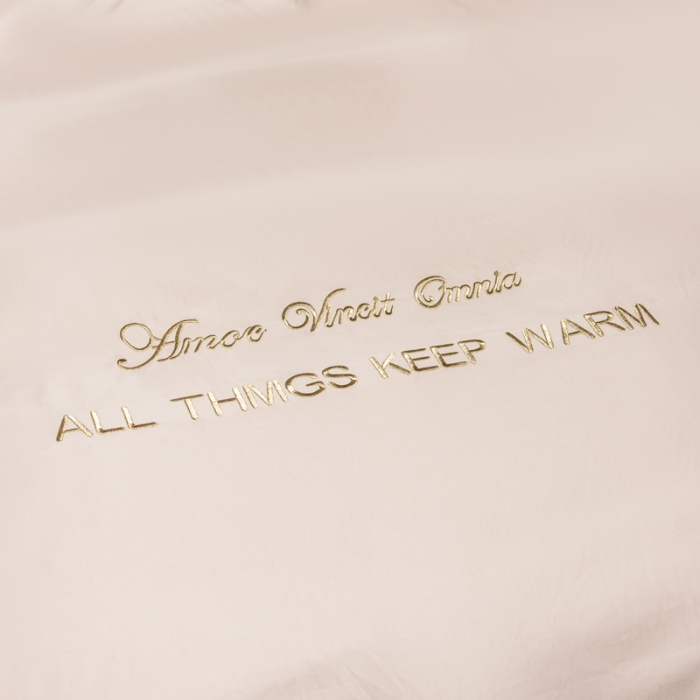 Amor Vincit Omnia
ALL THINGS KEEP WARM